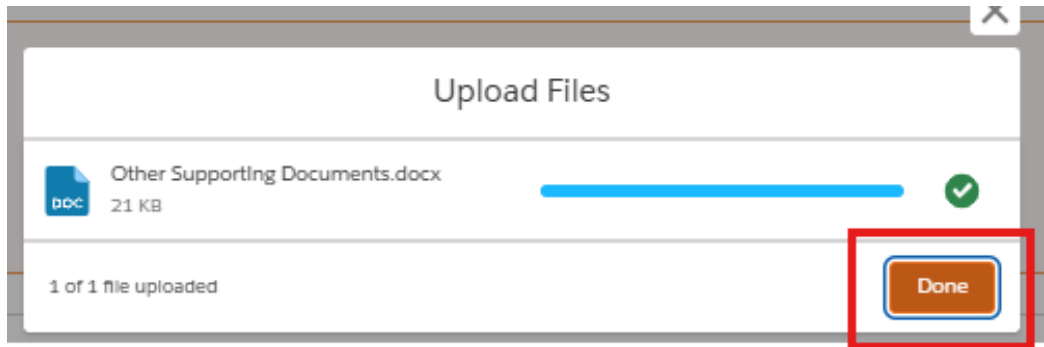 Upload Files
Other Supporting Documents.docx
DOC
21 KB
1 of 1 file uploaded
Done